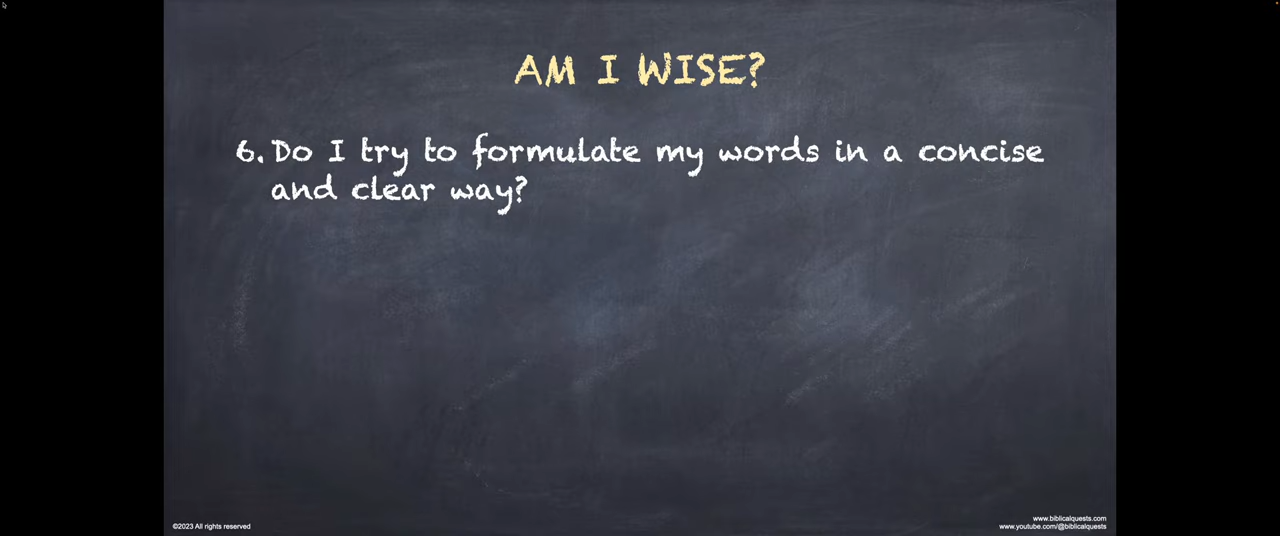 AM I WISE?
6. Do I try to formulate my words in a concise
and clear way?
©2023 All rights reserved
www.biblicalquests.com
www.youtube.com/@biblicalquests